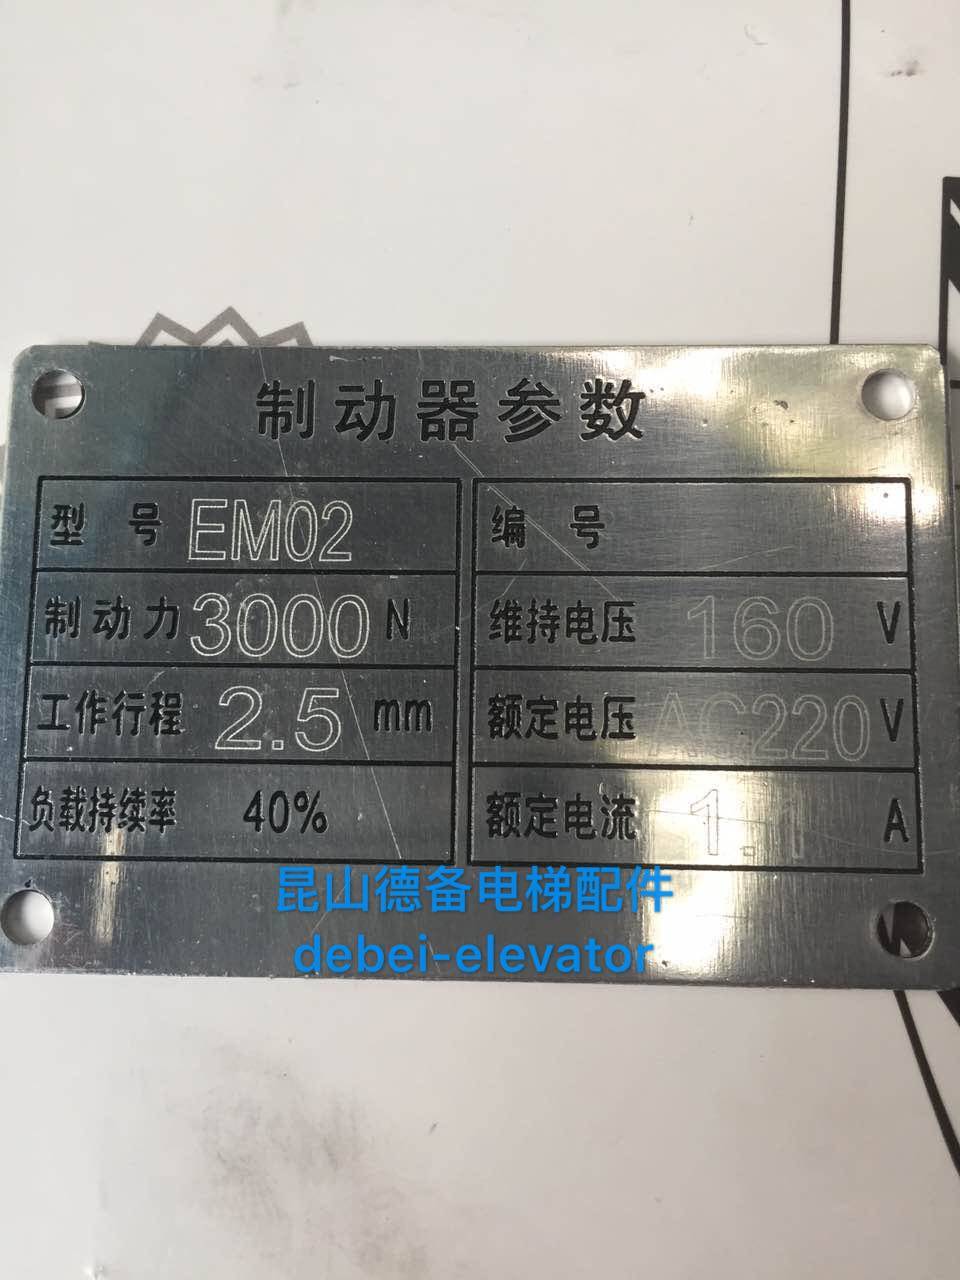 制动器参数
型 号 EM02
编 号
制动力 3000 N
维持电压 160 V
工作行程 2.5 mm
额定电压 AC220 V
负载持续率 40%
额定电流 1.1 A
昆山德备电梯配件
debei-elevator